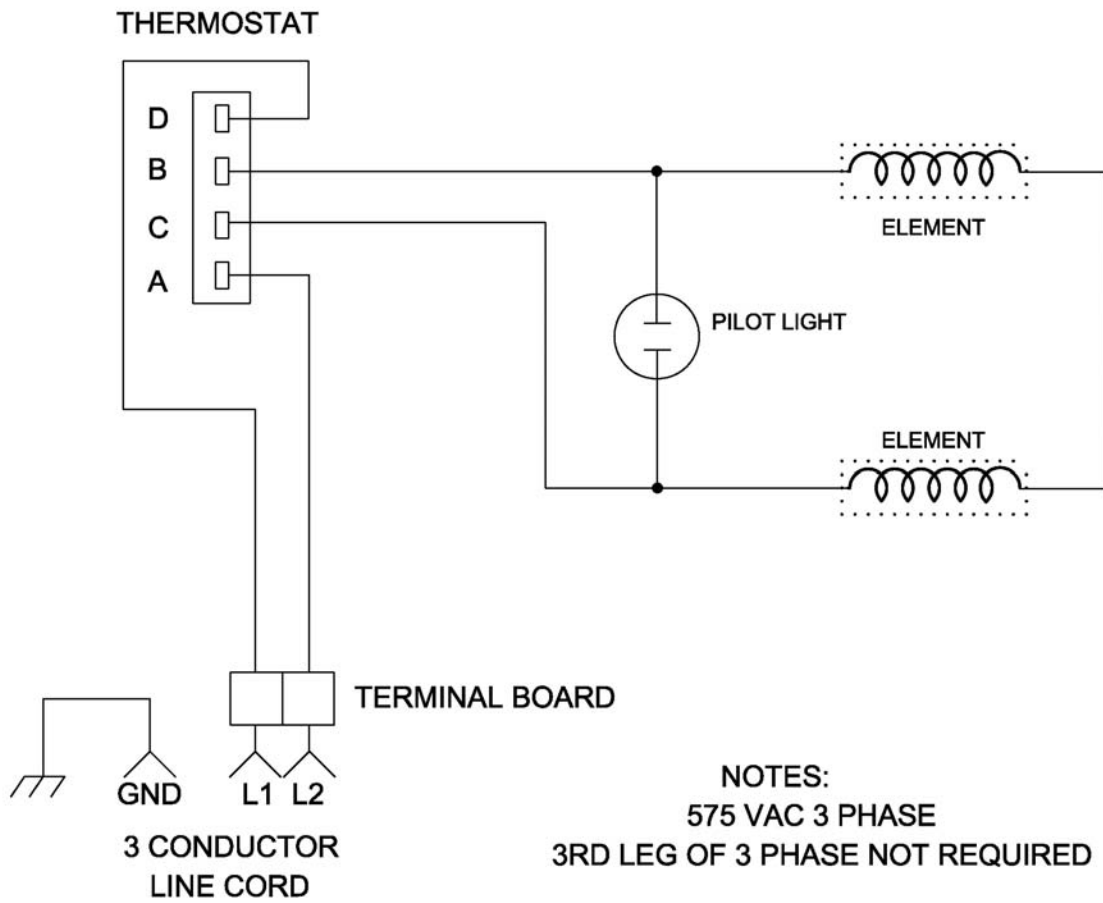 THERMOSTAT
D
B
C
A
ELEMENT
PILOT LIGHT
ELEMENT
TERMINAL BOARD
GND L1 L2
3 CONDUCTOR
LINE CORD
NOTES:
575 VAC 3 PHASE
3RD LEG OF 3 PHASE NOT REQUIRED